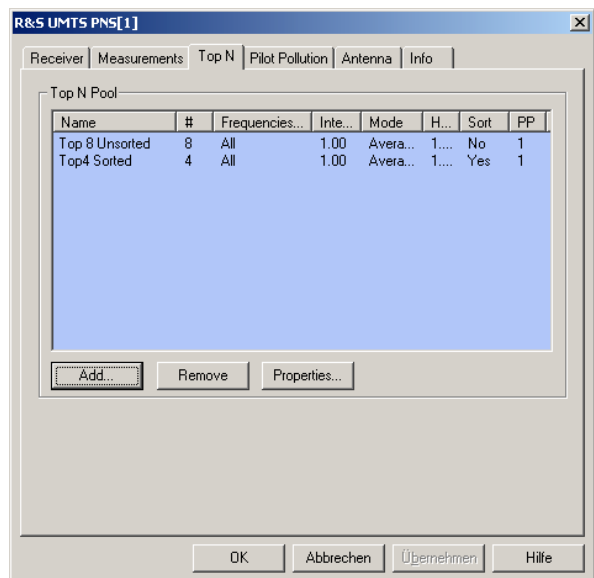 R&S UMTS PNS[1]
Receiver Measurements Top N Pilot Pollution Antenna Info
Top N Pool
Name # Frequencies... Inte... Mode H... Sort PP
Top 8 Unsorted 8 All 1.00 Avera... 1.... No 1
Top4 Sorted 4 All 1.00 Avera... 1.... Yes 1
Add... Remove Properties...
OK Abbrechen Übernehmen Hilfe